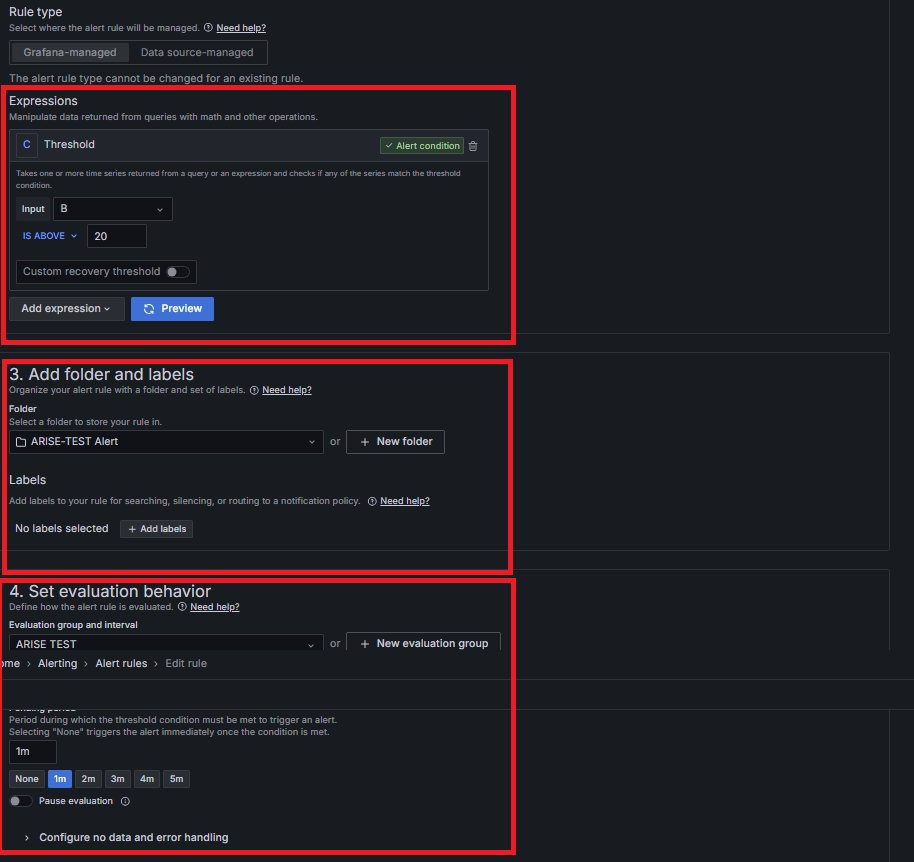 Rule type
Select where the alert rule will be managed. Need help?
Grafana-managed Data source-managed
The alert rule type cannot be changed for an existing rule.
Expressions
Manipulate data returned from queries with math and other operations.
C Threshold Alert condition
Takes one or more time series returned from a query or an expression and checks if any of the series match the threshold
condition.
Input B
IS ABOVE 20
Custom recovery threshold
Add expression Preview
3. Add folder and labels
Organize your alert rule with a folder and set of labels. Need help?
Folder
Select a folder to store your rule in.
ARISE-TEST Alert or + New folder
Labels
Add labels to your rule for searching, silencing, or routing to a notification policy. Need help?
No labels selected + Add labels
4. Set evaluation behavior
Define how the alert rule is evaluated. Need help?
Evaluation group and interval
ARISE TEST or + New evaluation group
ome › Alerting › Alert rules › Edit rule
Pending period
Period during which the threshold condition must be met to trigger an alert.
Selecting "None" triggers the alert immediately once the condition is met.
1m
None 1m 2m 3m 4m 5m
Pause evaluation
› Configure no data and error handling